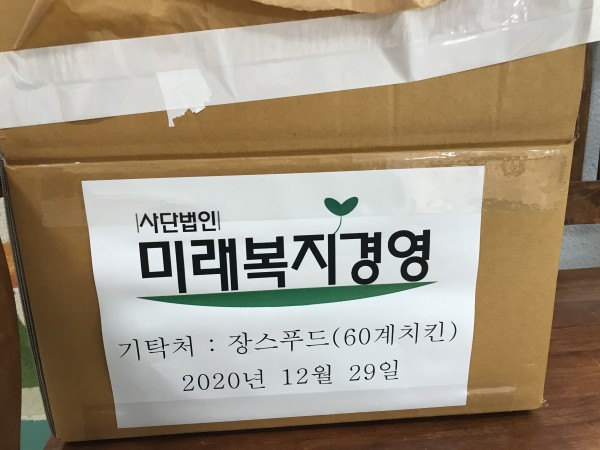 |사단법인|
미래복지경영
기탁처 : 장스푸드(60계치킨)
2020년 12월 29일